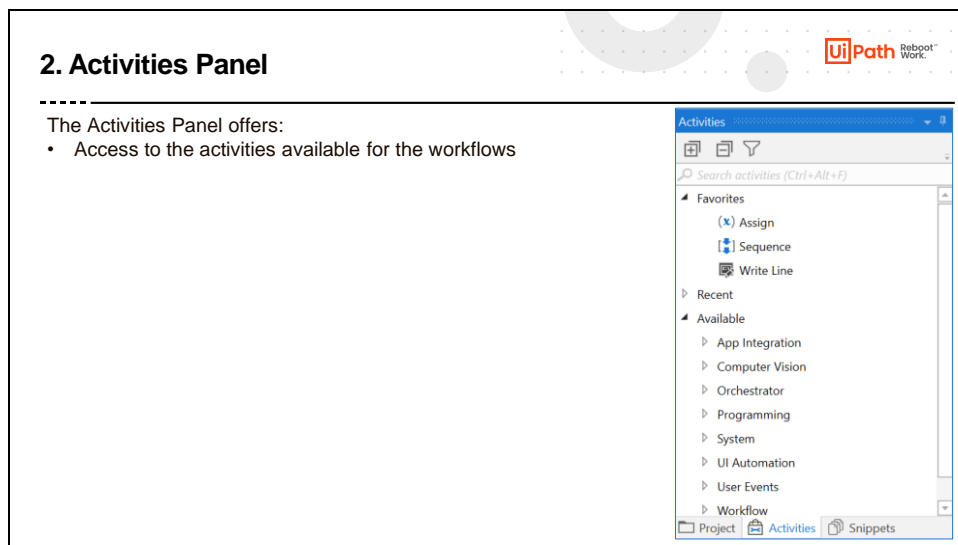 2. Activities Panel
UiPath Reboot Work.™
The Activities Panel offers:
• Access to the activities available for the workflows
Activities
Search activities (Ctrl+Alt+F)
Favorites
(x) Assign
Sequence
Write Line
Recent
Available
App Integration
Computer Vision
Orchestrator
Programming
System
UI Automation
User Events
Workflow
Project Activities Snippets